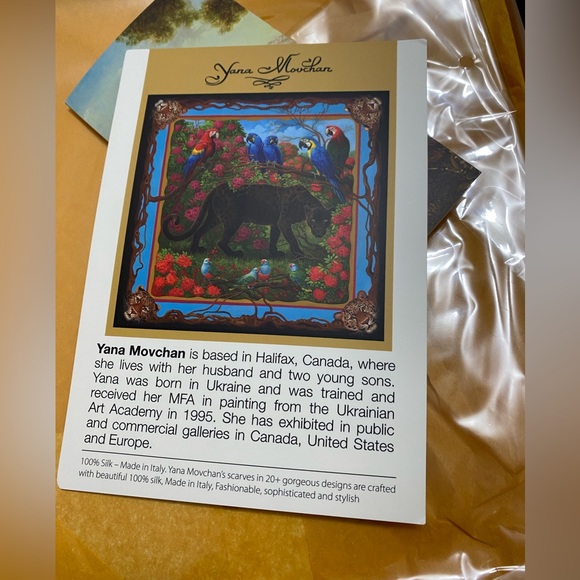 Yana Movchan
Yana Movchan is based in Halifax, Canada, where
she lives with her husband and two young sons.
Yana was born in Ukraine and was trained and
received her MFA in painting from the Ukrainian
Art Academy in 1995. She has exhibited in public
and commercial galleries in Canada, United States
and Europe.
100% Silk – Made in Italy. Yana Movchan's scarves in 20+ gorgeous designs are crafted
with beautiful 100% silk, Made in Italy, Fashionable, sophisticated and stylish